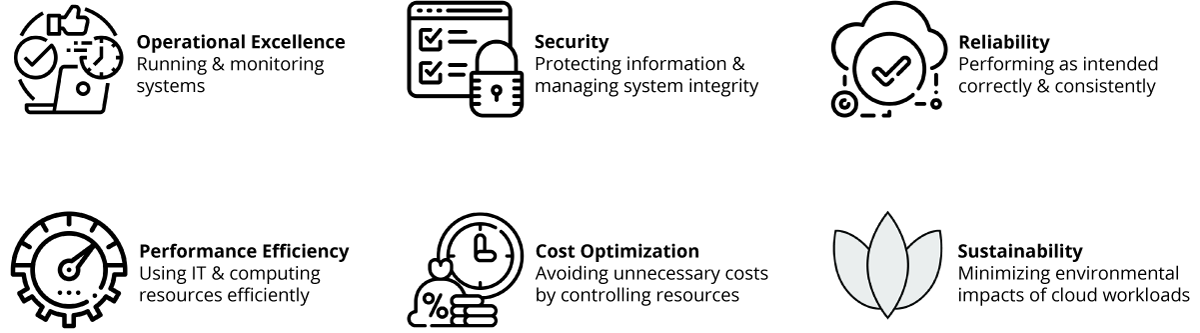 Operational Excellence
Running & monitoring
systems
Security
Protecting information &
managing system integrity
Reliability
Performing as intended
correctly & consistently
Performance Efficiency
Using IT & computing
resources efficiently
%
Cost Optimization
Avoiding unnecessary costs
by controlling resources
Sustainability
Minimizing environmental
impacts of cloud workloads